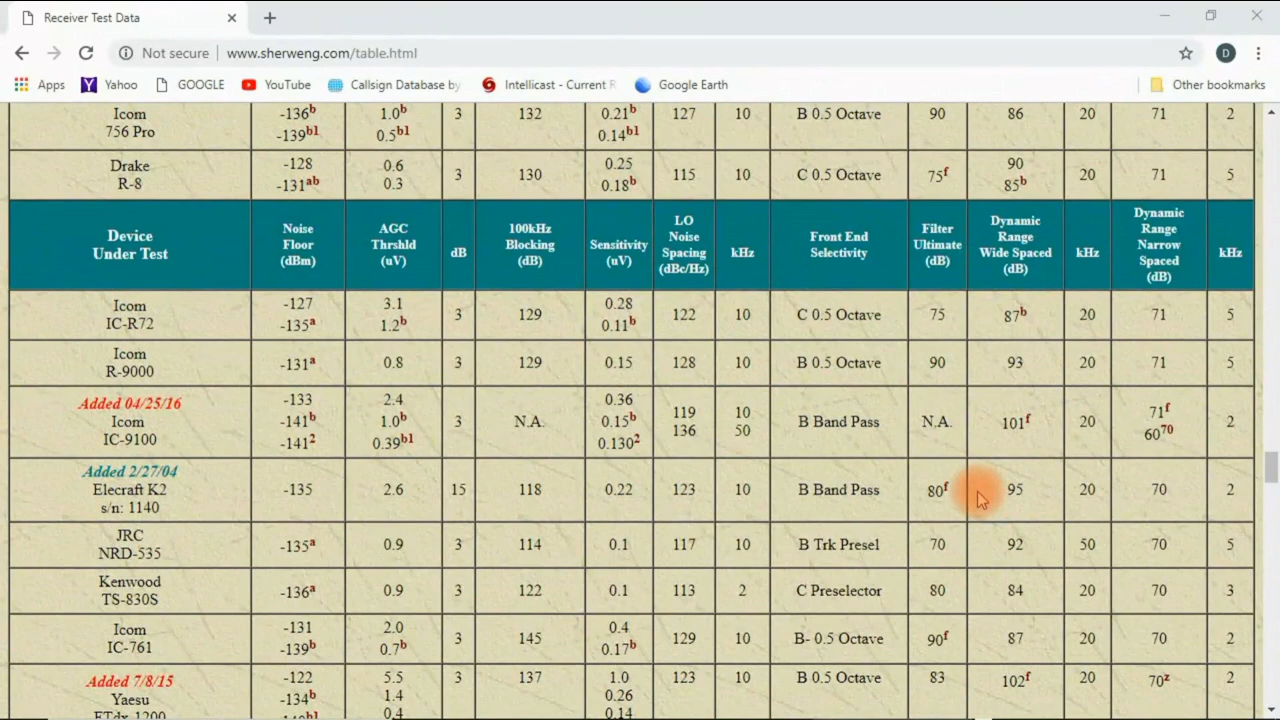 Receiver Test Data
Not secure | www.sherweng.com/table.html
D
Apps Yahoo GOOGLE YouTube Callsign Database by Intellicast - Current R Google Earth Other bookmarks
Icom
756 Pro
-136b
-139b1
1.0b
0.5b1
3
132
0.21b
0.14b1
127
10
B 0.5 Octave
90
86
20
71
2
Drake
R-8
-128
-131ab
0.6
0.3
3
130
0.25
0.18b
115
10
C 0.5 Octave
75f
90
85b
20
71
5
Device
Under Test
Noise
Floor
(dBm)
AGC
Thrshld
(uV)
dB
100kHz
Blocking
(dB)
Sensitivity
(uV)
LO
Noise
Spacing
(dBc/Hz)
kHz
Front End
Selectivity
Filter
Ultimate
(dB)
Dynamic
Range
Wide Spaced
(dB)
kHz
Dynamic
Range
Narrow
Spaced
(dB)
kHz
Icom
IC-R72
-127
-135a
3.1
1.2b
3
129
0.28
0.11b
122
10
C 0.5 Octave
75
87b
20
71
5
Icom
R-9000
-131a
0.8
3
129
0.15
128
10
B 0.5 Octave
90
93
20
71
5
Added 04/25/16
Icom
IC-9100
-133
-141b
-1412
2.4
1.0b
0.39b1
3
N.A.
0.36
0.15b
0.1302
119
136
10
50
B Band Pass
N.A.
101f
20
71f
6070
2
Added 2/27/04
Elecraft K2
s/n: 1140
-135
2.6
15
118
0.22
123
10
B Band Pass
80f
95
20
70
2
JRC
NRD-535
-135a
0.9
3
114
0.1
117
10
B Trk Presel
70
92
50
70
5
Kenwood
TS-830S
-136a
0.9
3
122
0.1
113
2
C Preselector
80
84
20
70
3
Icom
IC-761
-131
-139b
2.0
0.7b
3
145
0.4
0.17b
129
10
B- 0.5 Octave
90f
87
20
70
2
Added 7/8/15
Yaesu
FTdx-1200
-122
-134b
5.5
1.4
0.4
3
137
1.0
0.26
0.14
123
10
B 0.5 Octave
83
102f
20
70z
2